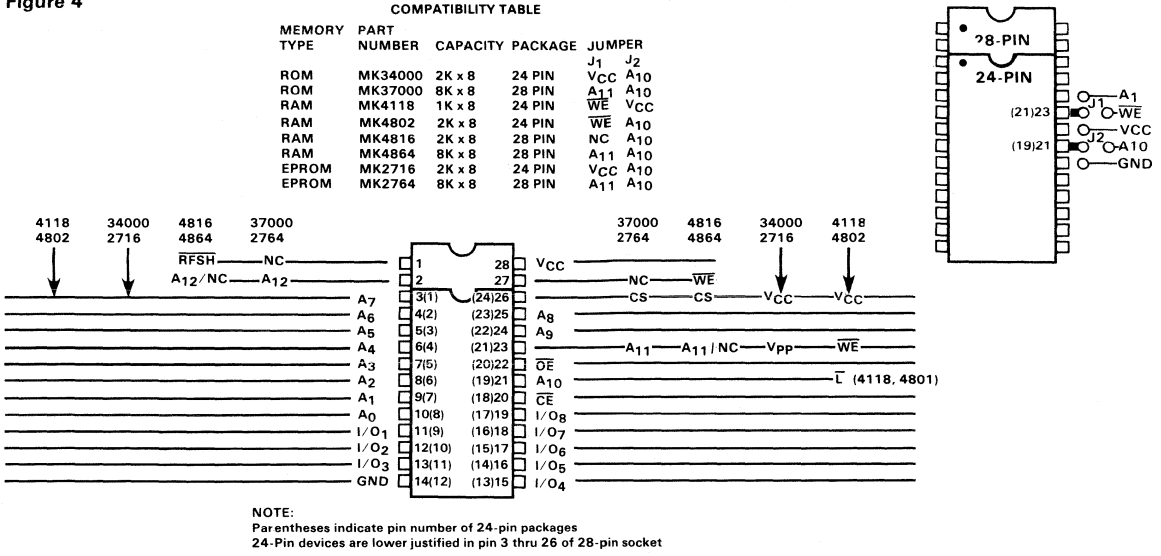 Figure 4
COMPATIBILITY TABLE
MEMORY TYPE PART NUMBER CAPACITY PACKAGE JUMPER
J1 J2
ROM MK34000 2K x 8 24 PIN VCC A10
ROM MK37000 8K x 8 28 PIN A11 A10
RAM MK4118 1K x 8 24 PIN W̅E̅ VCC
RAM MK4802 2K x 8 24 PIN W̅E̅ A10
RAM MK4816 2K x 8 28 PIN NC A10
RAM MK4864 8K x 8 28 PIN A11 A10
EPROM MK2716 2K x 8 24 PIN VCC A10
EPROM MK2764 8K x 8 28 PIN A11 A10
28-PIN
24-PIN
A1
(21)23 J1 W̅E̅
VCC
(19)21 J2 A10
GND
4118 34000 4816 37000 37000 4816 34000 4118
4802 2716 4864 2764 2764 4864 2716 4802
R̅F̅S̅H̅ NC 1 28 VCC
A12/NC A12 2 27 NC W̅E̅
A7 3(1) (24)26 CS CS VCC VCC
A6 4(2) (23)25 A8
A5 5(3) (22)24 A9
A4 6(4) (21)23 A11 A11/NC VPP W̅E̅
A3 7(5) (20)22 O̅E̅
A2 8(6) (19)21 A10 L̅ (4118, 4801)
A1 9(7) (18)20 C̅E̅
A0 10(8) (17)19 I/O8
I/O1 11(9) (16)18 I/O7
I/O2 12(10) (15)17 I/O6
I/O3 13(11) (14)16 I/O5
GND 14(12) (13)15 I/O4
NOTE:
Parentheses indicate pin number of 24-pin packages
24-Pin devices are lower justified in pin 3 thru 26 of 28-pin socket